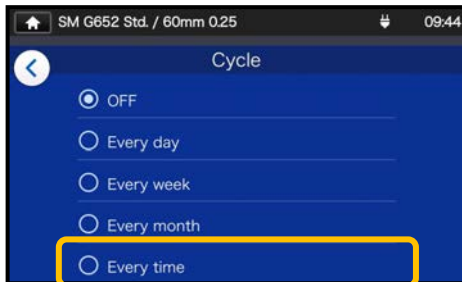 SM G652 Std. / 60mm 0.25 09:44
Cycle
OFF
Every day
Every week
Every month
Every time